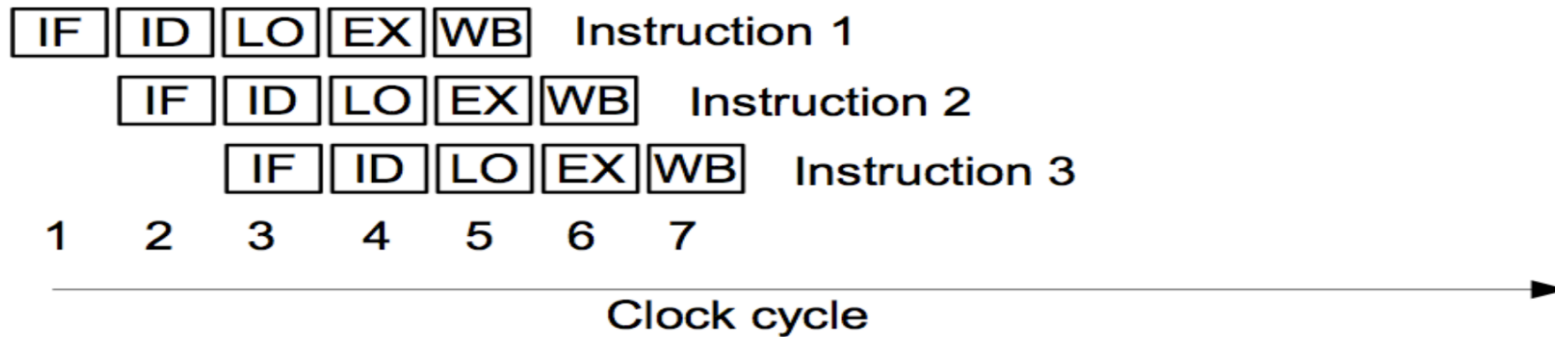 IF ID LO EX WB Instruction 1
IF ID LO EX WB Instruction 2
IF ID LO EX WB Instruction 3
1 2 3 4 5 6 7
Clock cycle